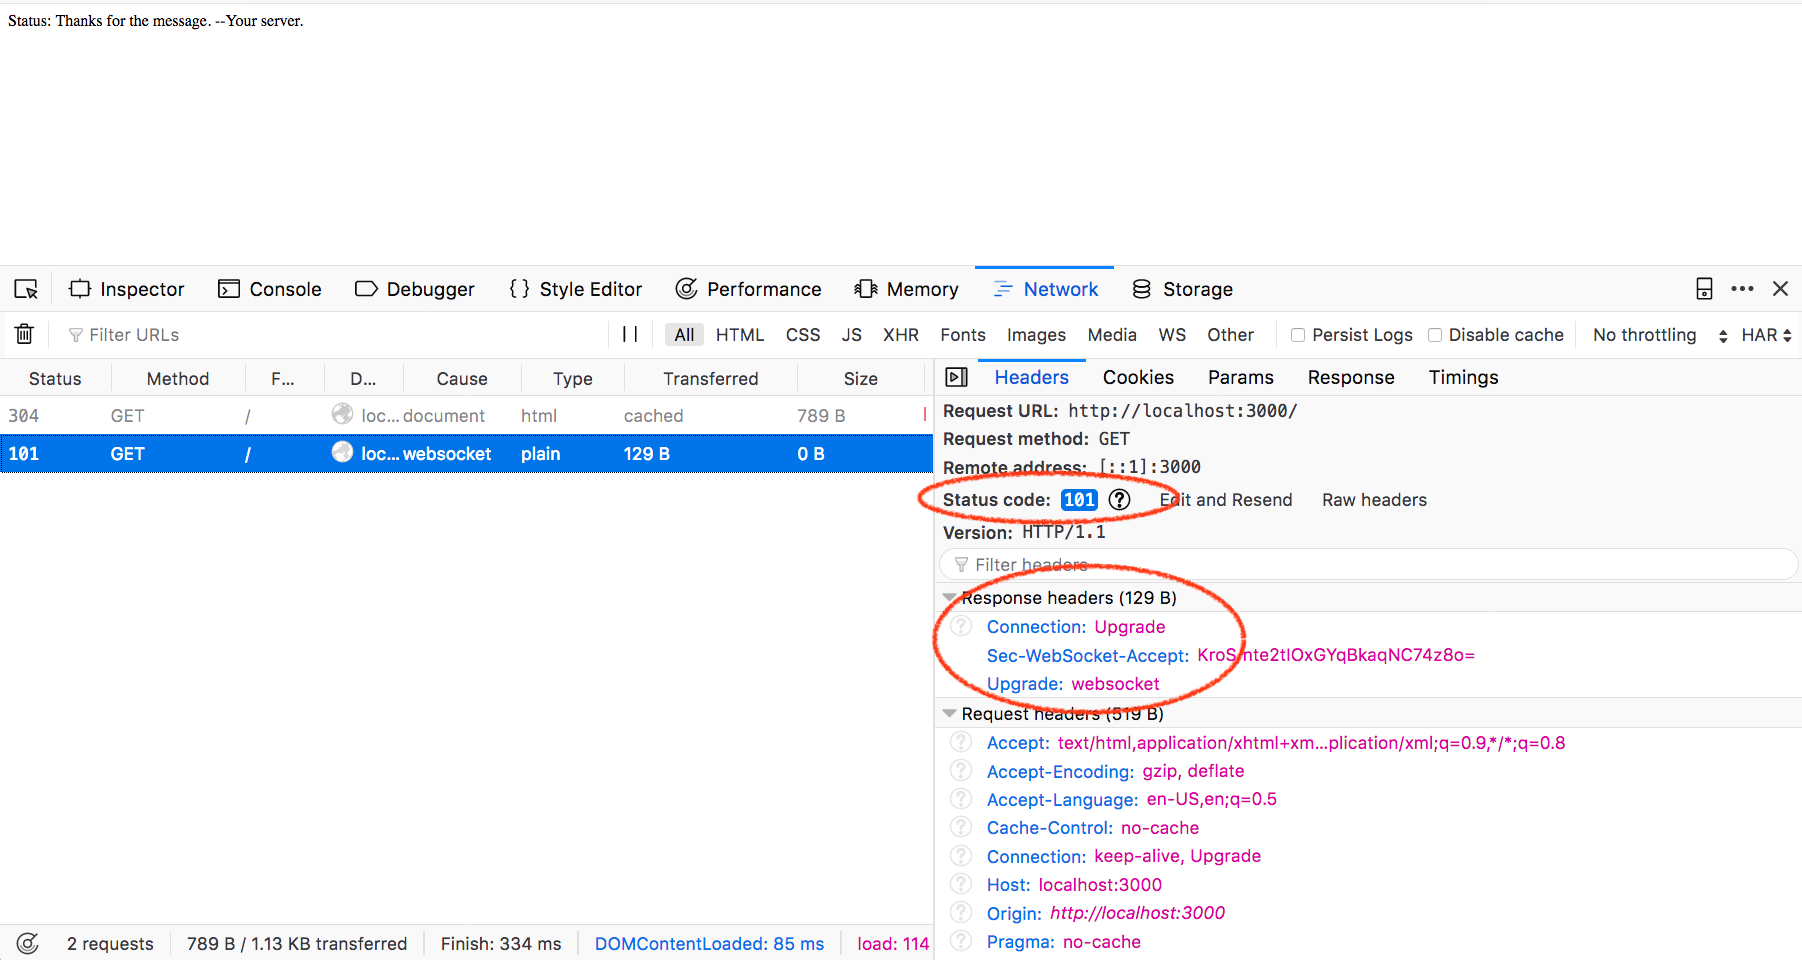 Status: Thanks for the message. --Your server.
Inspector Console Debugger {} Style Editor Performance Memory Network Storage
Filter URLs All HTML CSS JS XHR Fonts Images Media WS Other Persist Logs Disable cache No throttling HAR
Status Method F... D... Cause Type Transferred Size
304 GET / loc... document html cached 789 B
101 GET / loc... websocket plain 129 B 0 B
2 requests 789 B / 1.13 KB transferred Finish: 334 ms DOMContentLoaded: 85 ms load: 114
Headers Cookies Params Response Timings
Request URL: http://localhost:3000/
Request method: GET
Remote address: [::1]:3000
Status code: 101 ? Edit and Resend Raw headers
Version: HTTP/1.1
Filter headers
Response headers (129 B)
? Connection: Upgrade
Sec-WebSocket-Accept:
Upgrade: websocket
Request headers (519 B)
? Accept: text/html,application/xhtml+xm...plication/xml;q=0.9,*/*;q=0.8
? Accept-Encoding: gzip, deflate
? Accept-Language: en-US,en;q=0.5
? Cache-Control: no-cache
? Connection: keep-alive, Upgrade
? Host: localhost:3000
? Origin: http://localhost:3000
? Pragma: no-cache